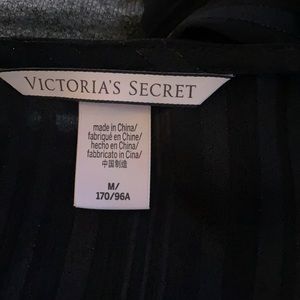 VICTORIA'S SECRET
made in China/
fabriqué en Chine/
hecho en China/
fabbricato in Cina/
中国制造
M/
170/96A